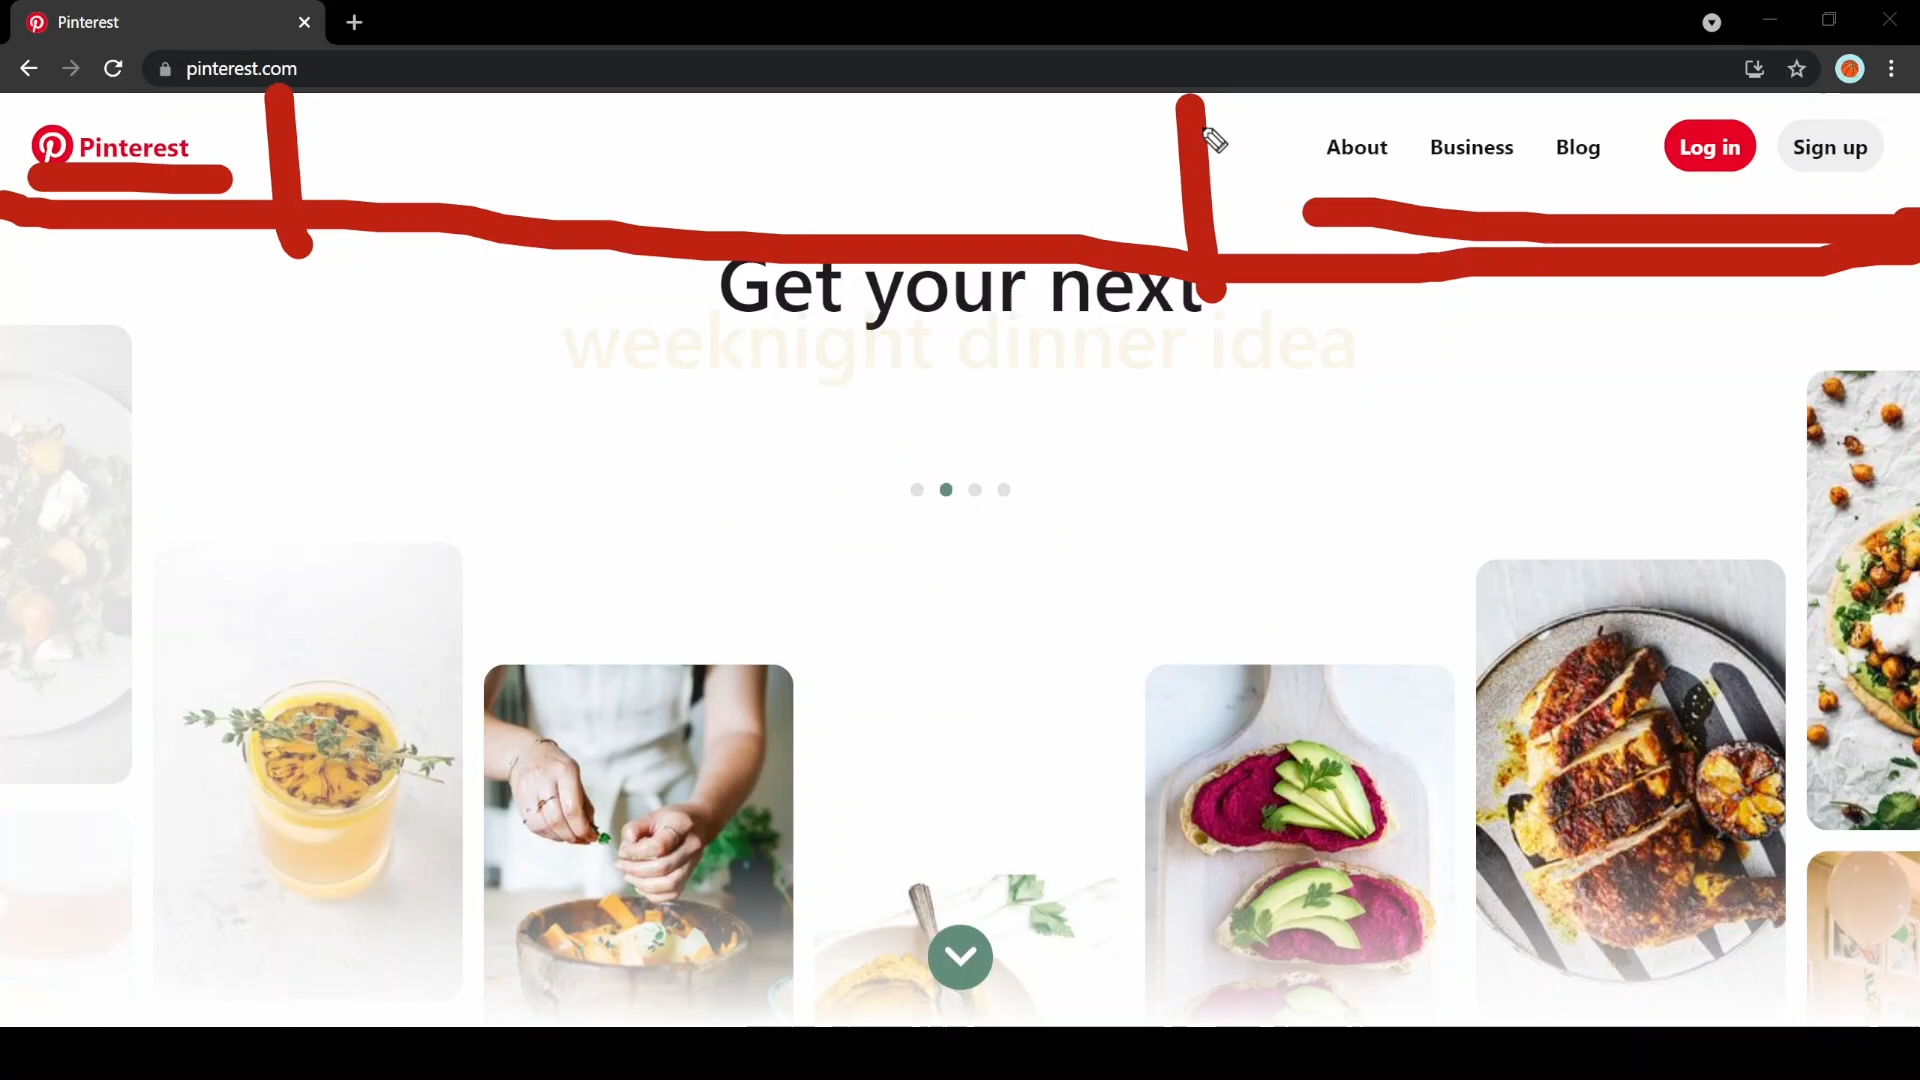 Pinterest
pinterest.com
Pinterest
About Business Blog Log in Sign up
Get your next
weeknight dinner idea